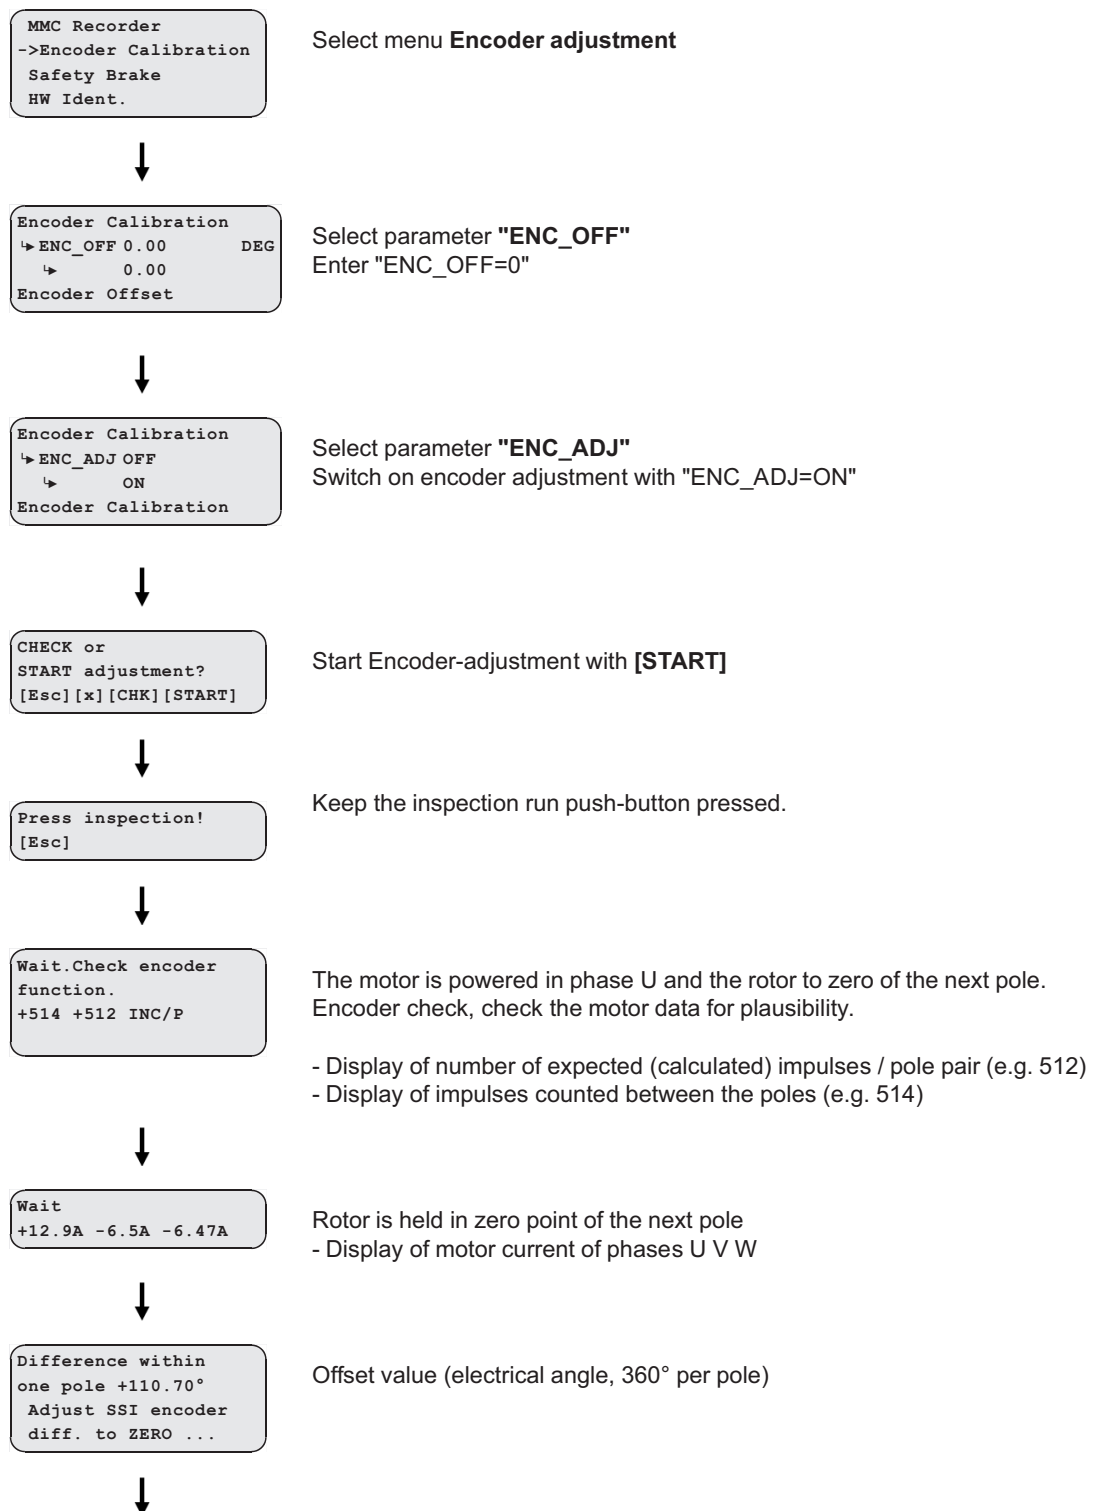 MMC Recorder
->Encoder Calibration
Safety Brake
HW Ident.
Select menu Encoder adjustment
Encoder Calibration
↳ENC_OFF 0.00 DEG
↳ 0.00
Encoder Offset
Select parameter "ENC_OFF"
Enter "ENC_OFF=0"
Encoder Calibration
↳ENC_ADJ OFF
↳ ON
Encoder Calibration
Select parameter "ENC_ADJ"
Switch on encoder adjustment with "ENC_ADJ=ON"
CHECK or
START adjustment?
[Esc][x][CHK][START]
Start Encoder-adjustment with [START]
Press inspection!
[Esc]
Keep the inspection run push-button pressed.
Wait.Check encoder
function.
+514 +512 INC/P
The motor is powered in phase U and the rotor to zero of the next pole.
Encoder check, check the motor data for plausibility.
- Display of number of expected (calculated) impulses / pole pair (e.g. 512)
- Display of impulses counted between the poles (e.g. 514)
Wait
+12.9A -6.5A -6.47A
Rotor is held in zero point of the next pole
- Display of motor current of phases U V W
Difference within
one pole +110.70°
Adjust SSI encoder
diff. to ZERO ...
Offset value (electrical angle, 360° per pole)